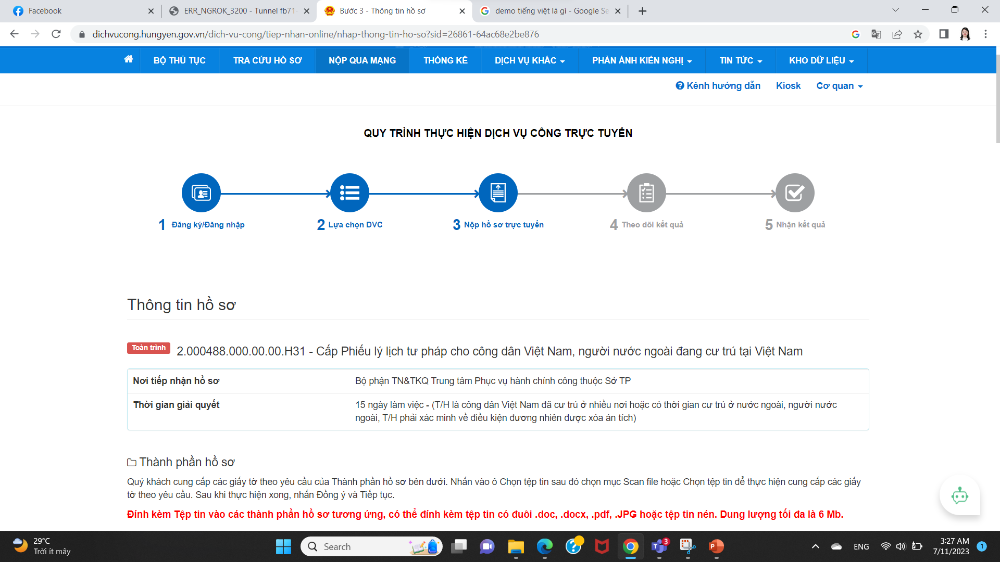 Facebook
ERR_NGROK_3200 - Tunnel fb71-
Bước 3 - Thông tin hồ sơ
demo tiếng việt là gì - Google Se
dichvucong.hungyen.gov.vn/dich-vu-cong/tiep-nhan-online/nhap-thong-tin-ho-so?sid=26861-64ac68e2be876
BỘ THỦ TỤC
TRA CỨU HỒ SƠ
NỘP QUA MẠNG
THỐNG KÊ
DỊCH VỤ KHÁC
PHẢN ÁNH KIẾN NGHỊ
TIN TỨC
KHO DỮ LIỆU
Kênh hướng dẫn
Kiosk
Cơ quan
QUY TRÌNH THỰC HIỆN DỊCH VỤ CÔNG TRỰC TUYẾN
1 Đăng ký/Đăng nhập
2 Lựa chọn DVC
3 Nộp hồ sơ trực tuyến
4 Theo dõi kết quả
5 Nhận kết quả
Thông tin hồ sơ
Toàn trình 2.000488.000.00.00.H31 - Cấp Phiếu lý lịch tư pháp cho công dân Việt Nam, người nước ngoài đang cư trú tại Việt Nam
Nơi tiếp nhận hồ sơ
Bộ phận TN&TKQ Trung tâm Phục vụ hành chính công thuộc Sở TP
Thời gian giải quyết
15 ngày làm việc - (T/H là công dân Việt Nam đã cư trú ở nhiều nơi hoặc có thời gian cư trú ở nước ngoài, người nước
ngoài, T/H phải xác minh về điều kiện đương nhiên được xóa án tích)
Thành phần hồ sơ
Quý khách cung cấp các giấy tờ theo yêu cầu của Thành phần hồ sơ bên dưới. Nhấn vào ô Chọn tệp tin sau đó chọn mục Scan file hoặc Chọn tệp tin để thực hiện cung cấp các giấy
tờ theo yêu cầu. Sau khi thực hiện xong, nhấn Đồng ý và Tiếp tục.
Đính kèm Tệp tin vào các thành phần hồ sơ tương ứng, có thể đính kèm tệp tin có đuôi .doc, .docx, .pdf, .JPG hoặc tệp tin nén. Dung lượng tối đa là 6 Mb.
29°C
Trời ít mây
Search
3
ENG
3:27 AM
7/11/2023
1